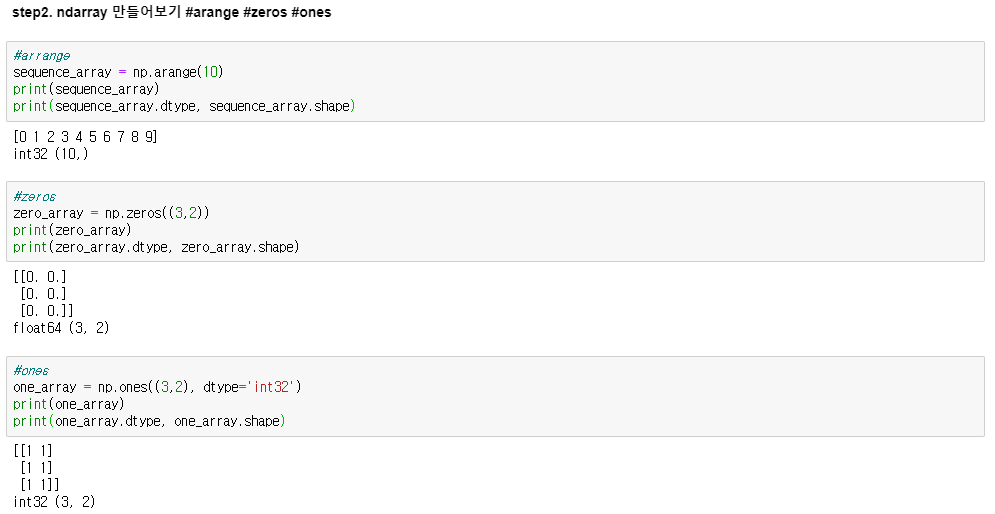 step2. ndarray 만들어보기 #arange #zeros #ones
#arrange
sequence_array = np.arange(10)
print(sequence_array)
print(sequence_array.dtype, sequence_array.shape)
[0 1 2 3 4 5 6 7 8 9]
int32 (10,)
#zeros
zero_array = np.zeros((3,2))
print(zero_array)
print(zero_array.dtype, zero_array.shape)
[[0. 0.]
 [0. 0.]
 [0. 0.]]
float64 (3, 2)
#ones
one_array = np.ones((3,2), dtype='int32')
print(one_array)
print(one_array.dtype, one_array.shape)
[[1 1]
 [1 1]
 [1 1]]
int32 (3, 2)